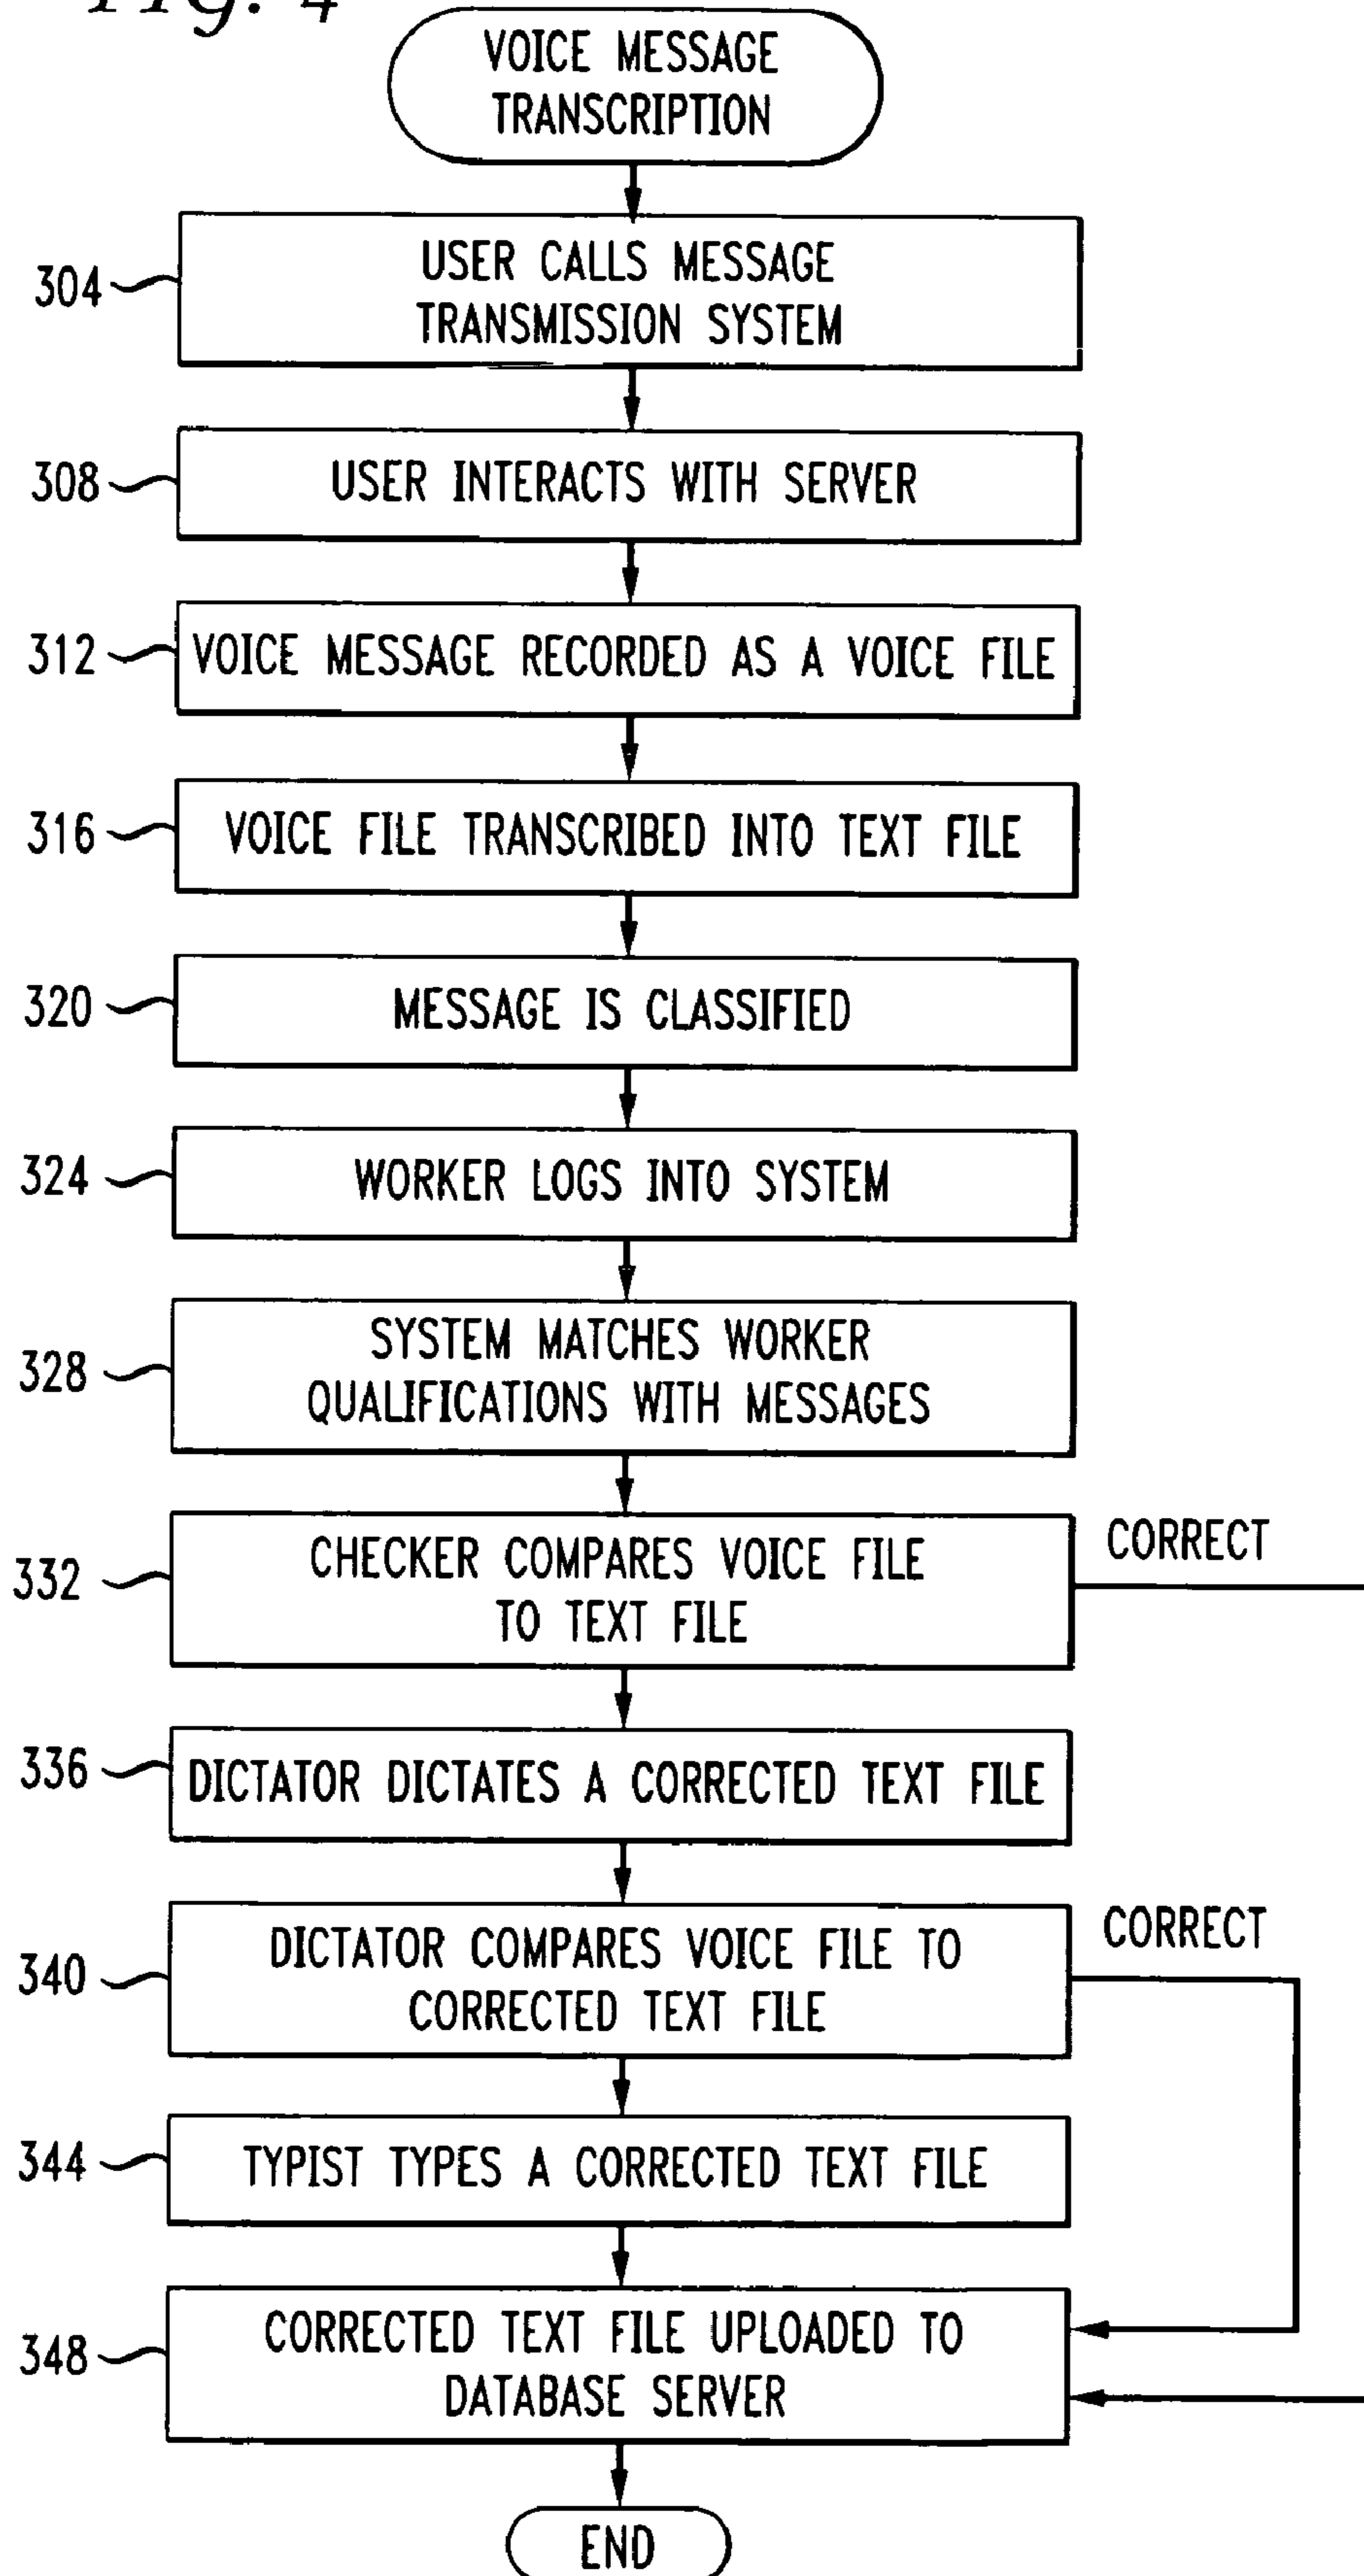 FIG. 4
VOICE MESSAGE
TRANSCRIPTION
304
USER CALLS MESSAGE
TRANSMISSION SYSTEM
308
USER INTERACTS WITH SERVER
312
VOICE MESSAGE RECORDED AS A VOICE FILE
316
VOICE FILE TRANSCRIBED INTO TEXT FILE
320
MESSAGE IS CLASSIFIED
324
WORKER LOGS INTO SYSTEM
328
SYSTEM MATCHES WORKER
QUALIFICATIONS WITH MESSAGES
332
CHECKER COMPARES VOICE FILE
TO TEXT FILE
CORRECT
336
DICTATOR DICTATES A CORRECTED TEXT FILE
340
DICTATOR COMPARES VOICE FILE TO
CORRECTED TEXT FILE
CORRECT
344
TYPIST TYPES A CORRECTED TEXT FILE
348
CORRECTED TEXT FILE UPLOADED TO
DATABASE SERVER
END